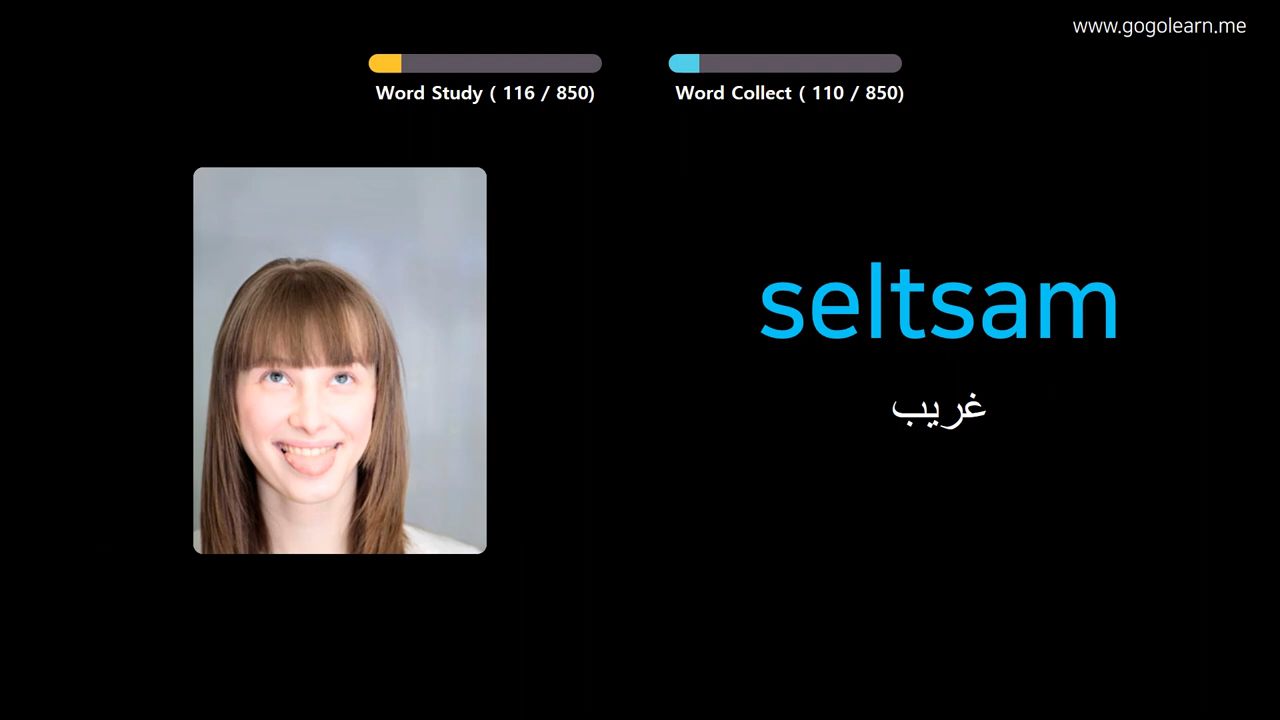 www.gogolearn.me
Word Study ( 116 / 850)
Word Collect ( 110 / 850)
seltsam
غريب